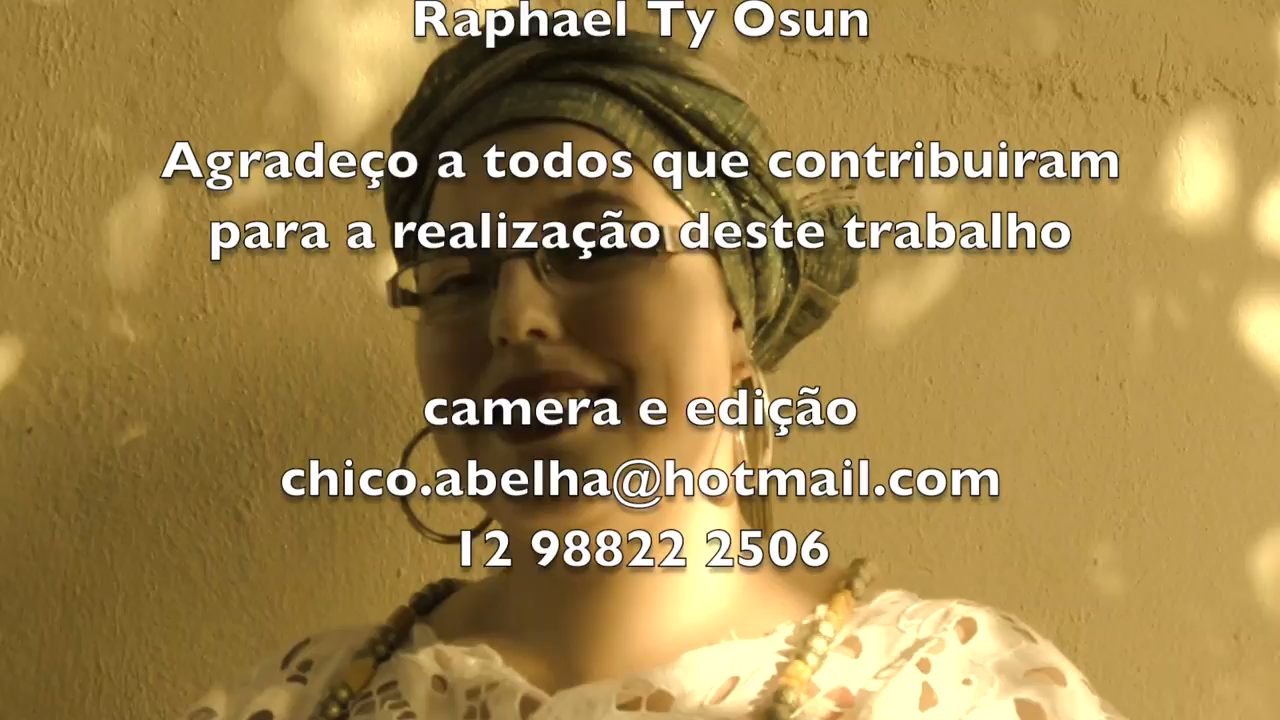 Raphael Ty Osun
Agradeço a todos que contribuiram
para a realização deste trabalho
camera e edição
chico.abelha@hotmail.com
12 98822 2506